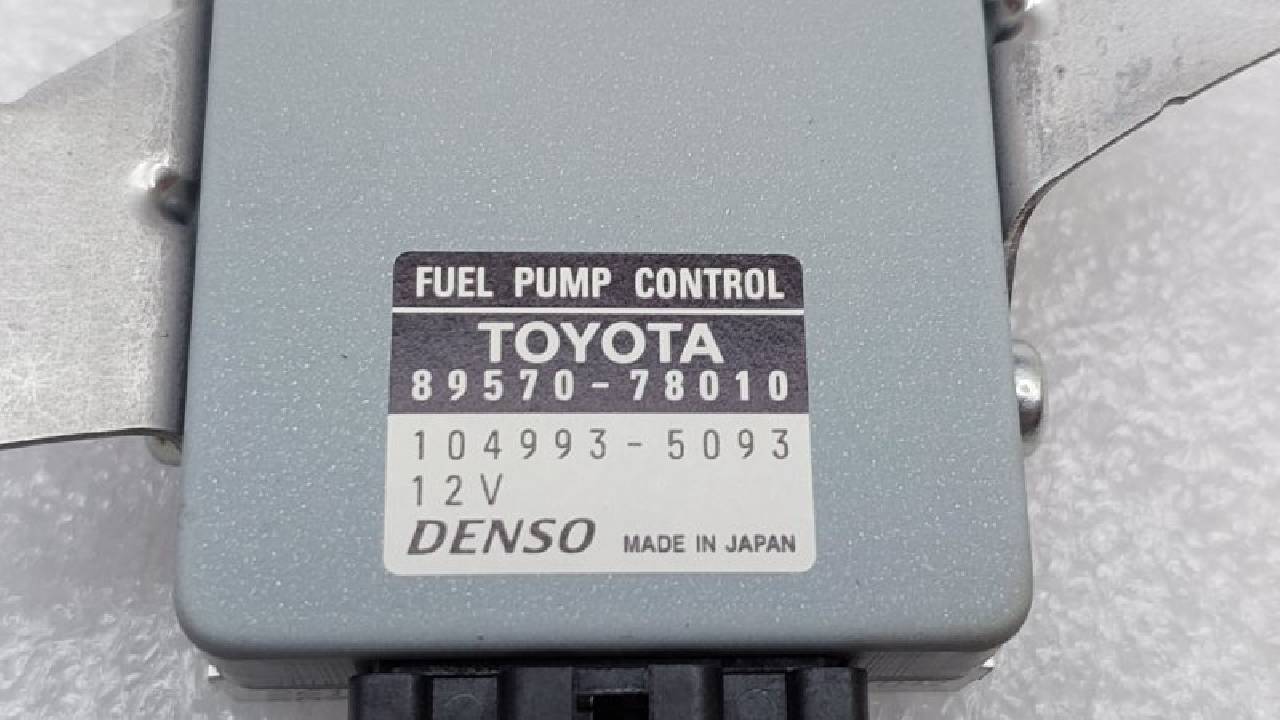 FUEL PUMP CONTROL
TOYOTA
89570-78010
104993-5093
12V
DENSO MADE IN JAPAN